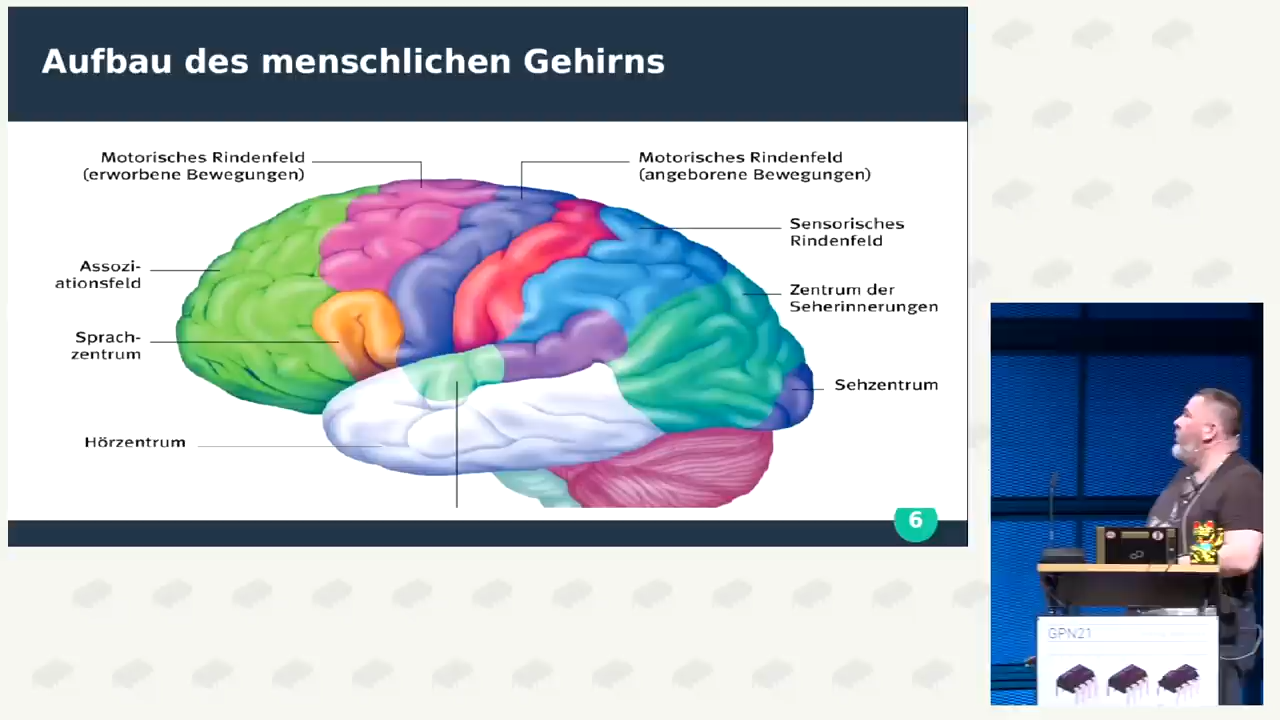 Aufbau des menschlichen Gehirns
Motorisches Rindenfeld
(erworbene Bewegungen)
Motorisches Rindenfeld
(angeborene Bewegungen)
Sensorisches
Rindenfeld
Assozi-
ationsfeld
Zentrum der
Seherinnerungen
Sprach-
zentrum
Sehzentrum
Hörzentrum
6
GPN21